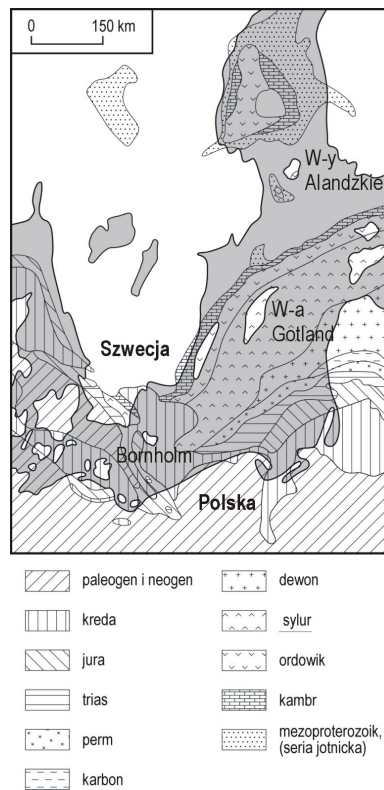 0 150 km
W-y
Alandzkie
W-a
Gotland
Szwecja
Bornholm
Polska
paleogen i neogen
kreda
jura
trias
perm
karbon
dewon
sylur
ordowik
kambr
mezoproterozoik,
(seria jotnicka)